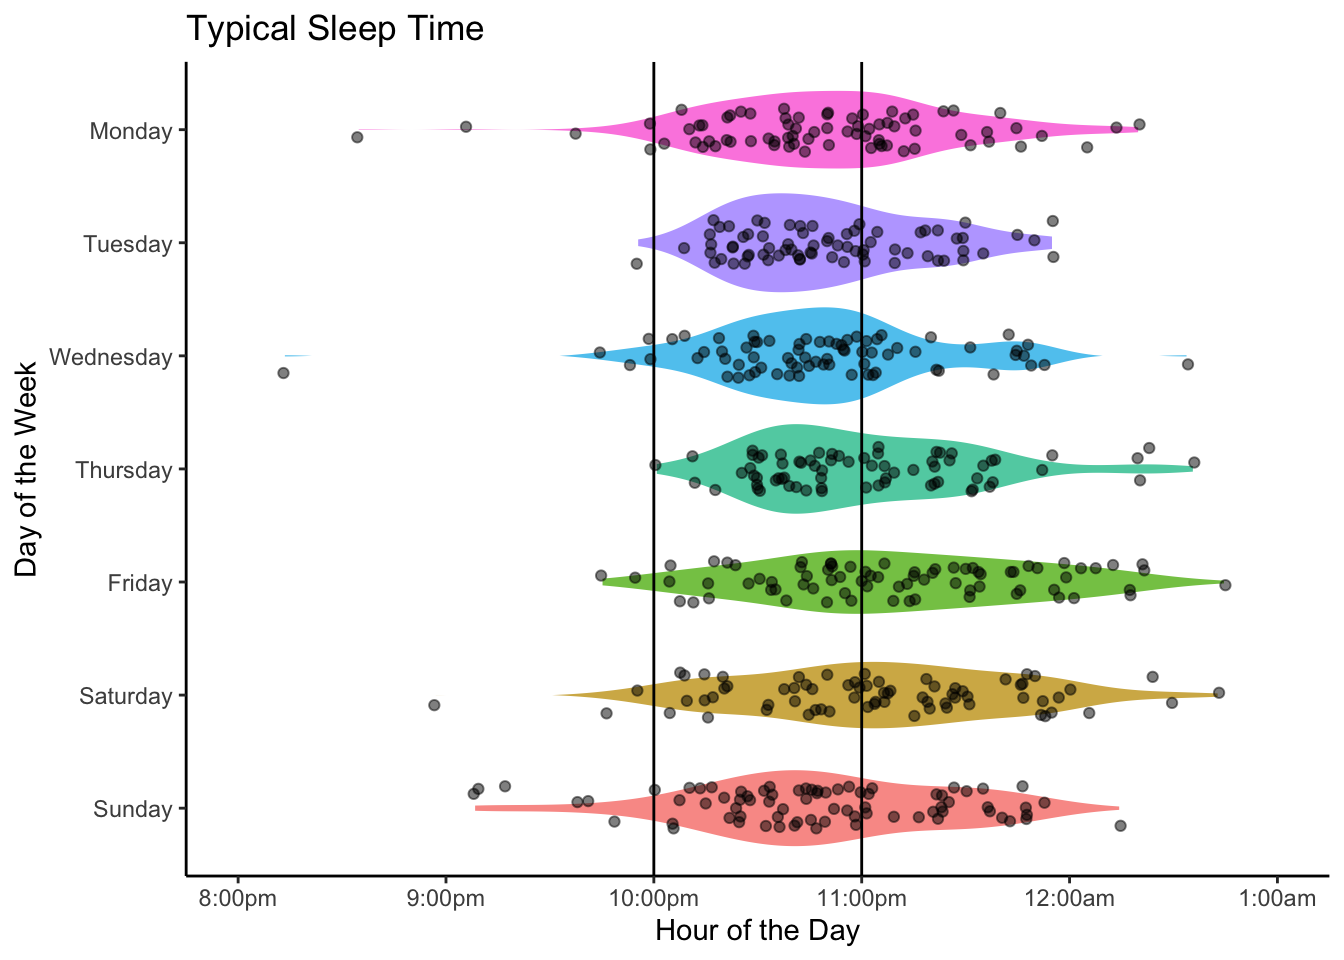 Typical Sleep Time
Day of the Week
Monday
Tuesday
Wednesday
Thursday
Friday
Saturday
Sunday
8:00pm 9:00pm 10:00pm 11:00pm 12:00am 1:00am
Hour of the Day